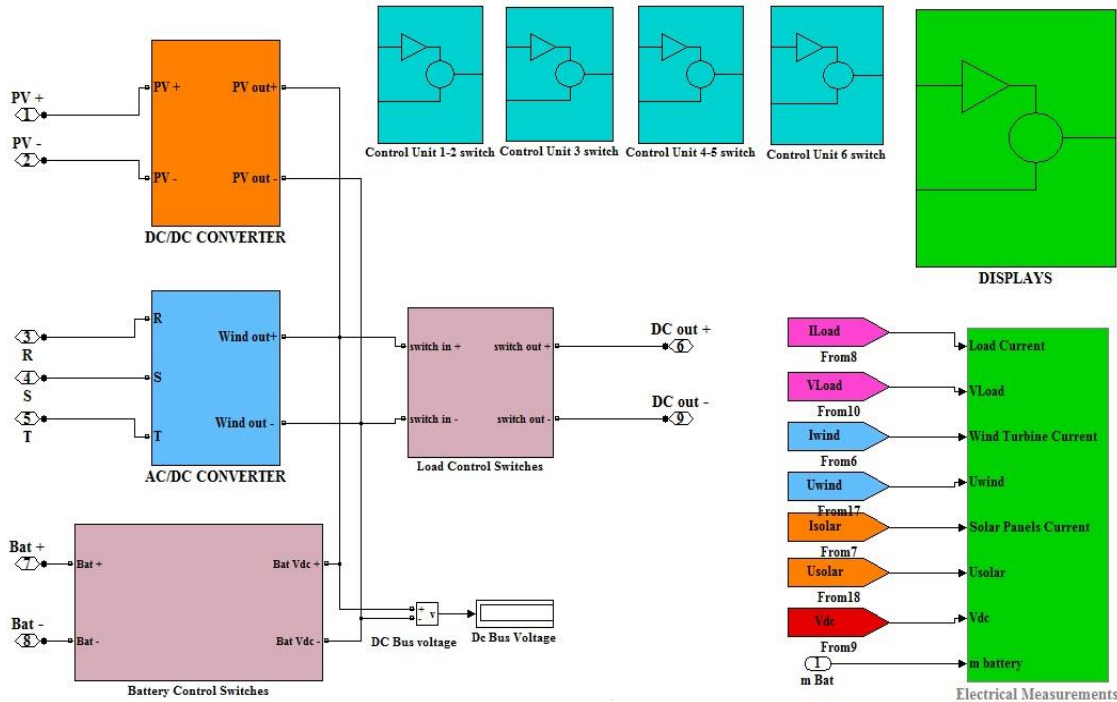 Control Unit 1-2 switch
Control Unit 3 switch
Control Unit 4-5 switch
Control Unit 6 switch
DISPLAYS
PV +
1
PV -
2
PV +
PV out+
PV -
PV out -
DC/DC CONVERTER
3
R
4
S
5
T
R
Wind out+
S
T
Wind out -
AC/DC CONVERTER
switch in +
switch out +
switch in -
switch out -
Load Control Switches
DC out +
6
DC out -
9
Bat +
7
Bat -
8
Bat +
Bat Vdc +
Bat -
Bat Vdc -
Battery Control Switches
+
-
v
DC Bus voltage
Dc Bus Voltage
ILoad
From8
VLoad
From10
Iwind
From6
Uwind
From17
Isolar
From7
Usolar
From18
Vdc
From9
1
m Bat
Load Current
VLoad
Wind Turbine Current
Uwind
Solar Panels Current
Usolar
Vdc
m battery
Electrical Measurements